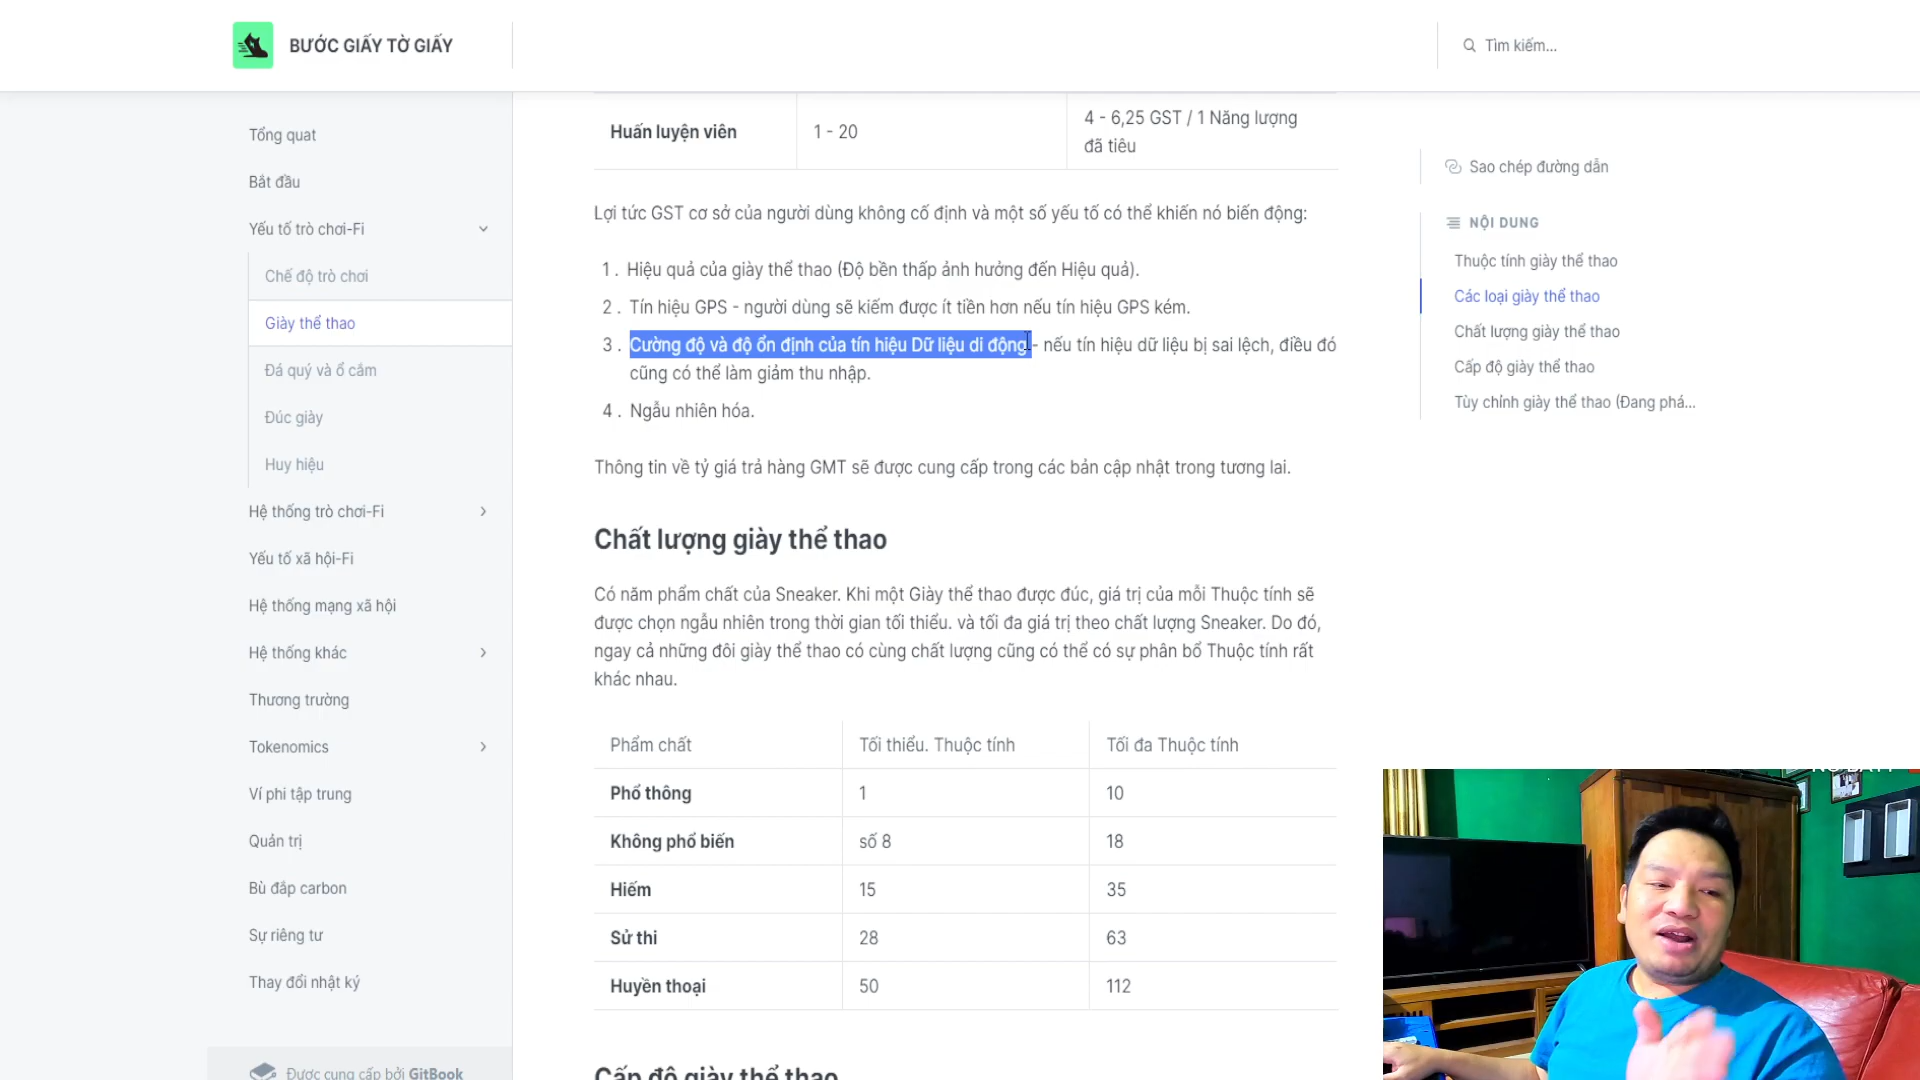 BƯỚC GIẤY TỜ GIẤY
Tìm kiếm...
Tổng quat
Bắt đầu
Yếu tố trò chơi-Fi
Chế độ trò chơi
Giày thể thao
Đá quý và ổ cắm
Đúc giày
Huy hiệu
Hệ thống trò chơi-Fi
Yếu tố xã hội-Fi
Hệ thống mạng xã hội
Hệ thống khác
Thương trường
Tokenomics
Ví phi tập trung
Quản trị
Bù đắp carbon
Sự riêng tư
Thay đổi nhật ký
Được cung cấp bởi GitBook
Huấn luyện viên 1 - 20 4 - 6,25 GST / 1 Năng lượng
đã tiêu
Lợi tức GST cơ sở của người dùng không cố định và một số yếu tố có thể khiến nó biến động:
1. Hiệu quả của giày thể thao (Độ bền thấp ảnh hưởng đến Hiệu quả).
2. Tín hiệu GPS - người dùng sẽ kiếm được ít tiền hơn nếu tín hiệu GPS kém.
3. Cường độ và độ ổn định của tín hiệu Dữ liệu di động - nếu tín hiệu dữ liệu bị sai lệch, điều đó
cũng có thể làm giảm thu nhập.
4. Ngẫu nhiên hóa.
Thông tin về tỷ giá trả hàng GMT sẽ được cung cấp trong các bản cập nhật trong tương lai.
Chất lượng giày thể thao
Có năm phẩm chất của Sneaker. Khi một Giày thể thao được đúc, giá trị của mỗi Thuộc tính sẽ
được chọn ngẫu nhiên trong thời gian tối thiểu. và tối đa giá trị theo chất lượng Sneaker. Do đó,
ngay cả những đôi giày thể thao có cùng chất lượng cũng có thể có sự phân bổ Thuộc tính rất
khác nhau.
Phẩm chất Tối thiểu. Thuộc tính Tối đa Thuộc tính
Phổ thông 1 10
Không phổ biến số 8 18
Hiếm 15 35
Sử thi 28 63
Huyền thoại 50 112
Cấp độ giày thể thao
Sao chép đường dẫn
NỘI DUNG
Thuộc tính giày thể thao
Các loại giày thể thao
Chất lượng giày thể thao
Cấp độ giày thể thao
Tùy chỉnh giày thể thao (Đang phá...